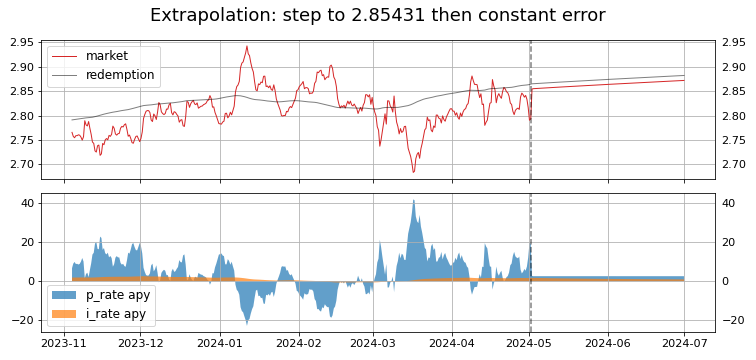 Extrapolation: step to 2.85431 then constant error
2.95 2.95
market
redemption
2.90 2.90
2.85 2.85
2.80 2.80
2.75 2.75
2.70 2.70
40 40
20 20
0 0
p_rate apy
i_rate apy
−20 −20
2023-11 2023-12 2024-01 2024-02 2024-03 2024-04 2024-05 2024-06 2024-07